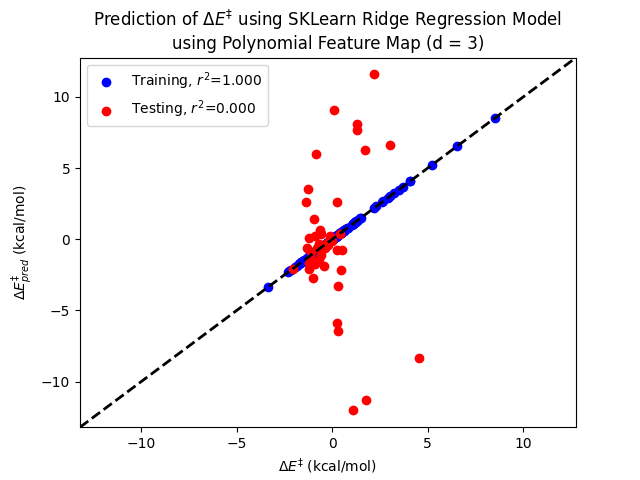 Prediction of ΔE‡ using SKLearn Ridge Regression Model
using Polynomial Feature Map (d = 3)
Training, r²=1.000
Testing, r²=0.000
10
5
0
−5
−10
ΔE‡pred (kcal/mol)
−10 −5 0 5 10
ΔE‡ (kcal/mol)